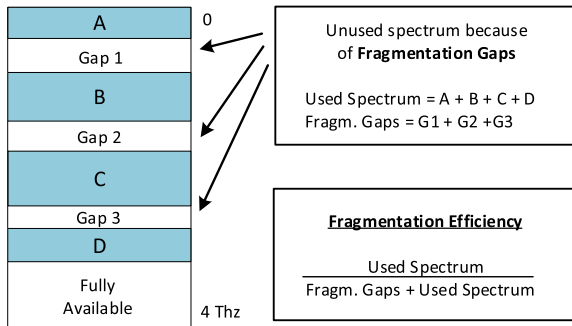 A
0
Gap 1
B
Gap 2
C
Gap 3
D
Fully
Available
4 Thz
Unused spectrum because
of Fragmentation Gaps
Used Spectrum = A + B + C + D
Fragm. Gaps = G1 + G2 +G3
Fragmentation Efficiency
Used Spectrum
Fragm. Gaps + Used Spectrum